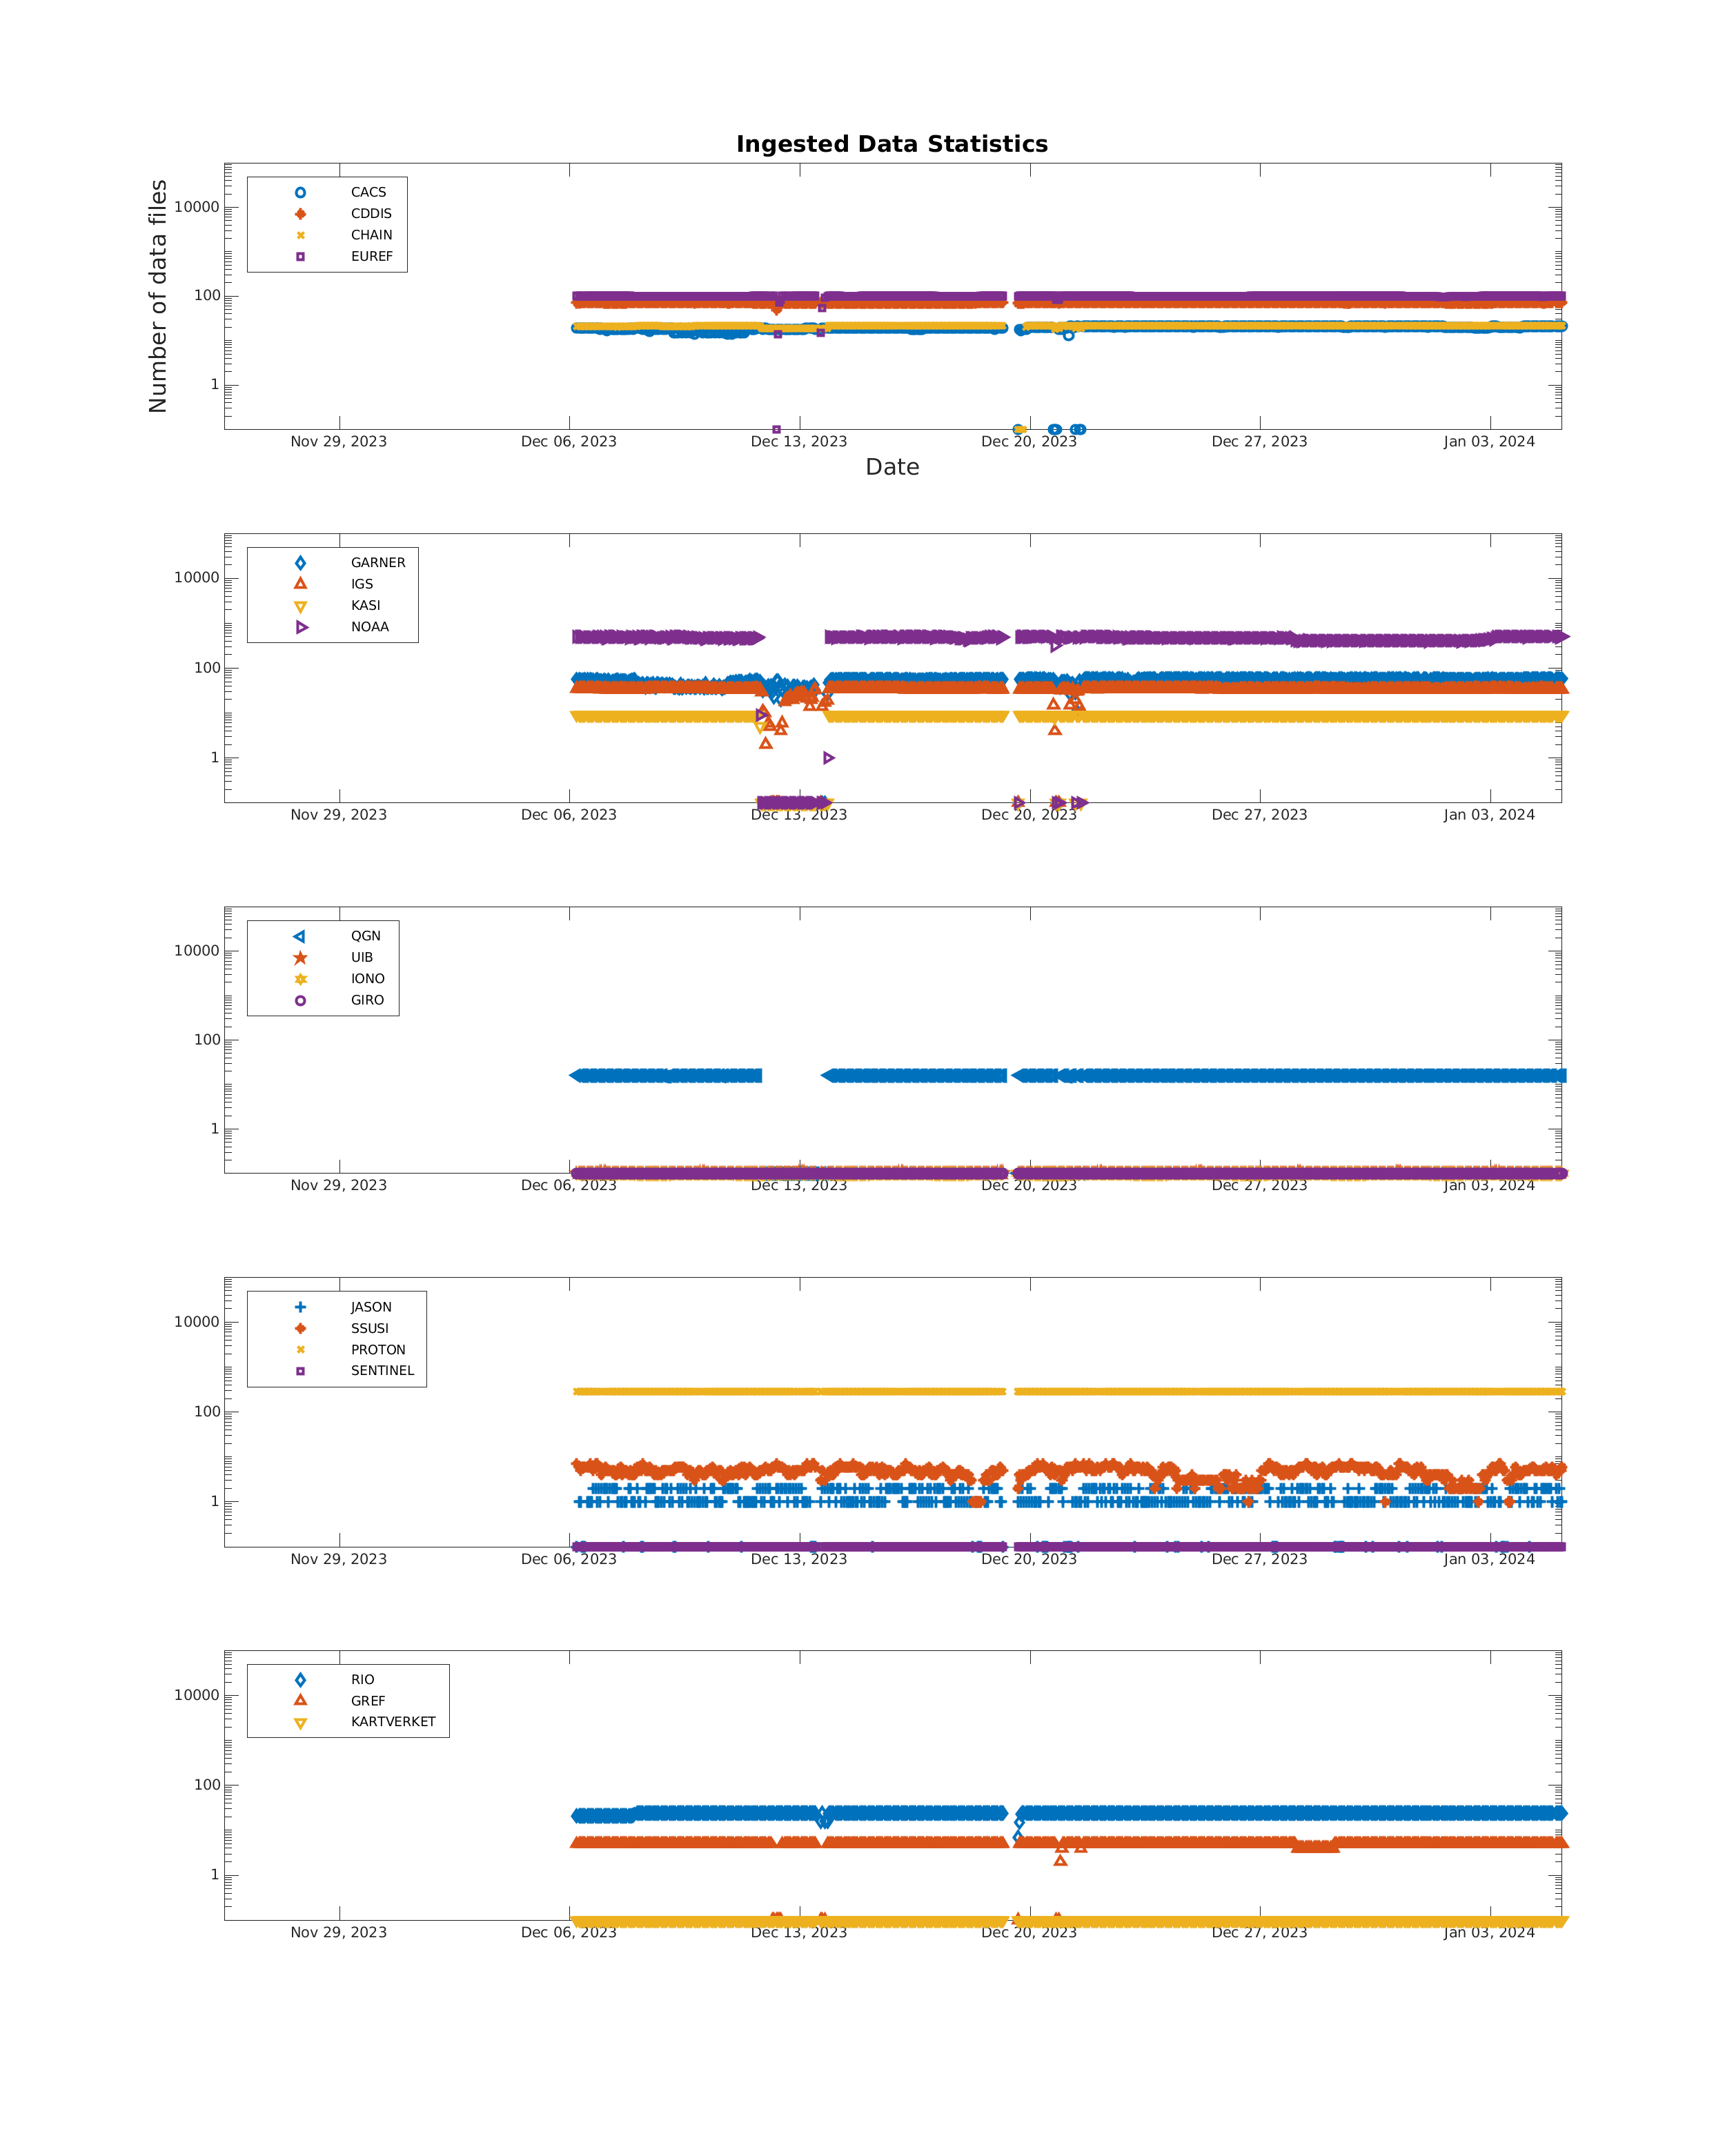 Ingested Data Statistics
Number of data files
10000
100
1
CACS
CDDIS
CHAIN
EUREF
Nov 29, 2023 Dec 06, 2023 Dec 13, 2023 Dec 20, 2023 Dec 27, 2023 Jan 03, 2024
Date
10000
100
1
GARNER
IGS
KASI
NOAA
Nov 29, 2023 Dec 06, 2023 Dec 13, 2023 Dec 20, 2023 Dec 27, 2023 Jan 03, 2024
10000
100
1
QGN
UIB
IONO
GIRO
Nov 29, 2023 Dec 06, 2023 Dec 13, 2023 Dec 20, 2023 Dec 27, 2023 Jan 03, 2024
10000
100
1
JASON
SSUSI
PROTON
SENTINEL
Nov 29, 2023 Dec 06, 2023 Dec 13, 2023 Dec 20, 2023 Dec 27, 2023 Jan 03, 2024
10000
100
1
RIO
GREF
KARTVERKET
Nov 29, 2023 Dec 06, 2023 Dec 13, 2023 Dec 20, 2023 Dec 27, 2023 Jan 03, 2024